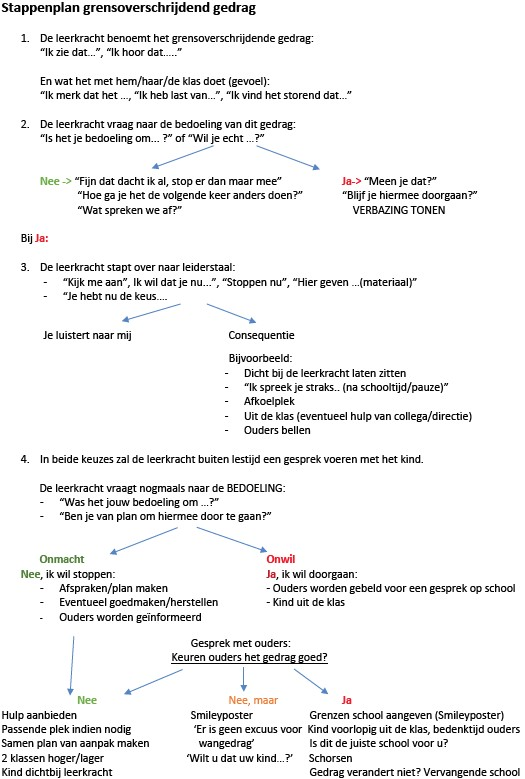 Stappenplan grensoverschrijdend gedrag
1. De leerkracht benoemt het grensoverschrijdende gedrag:
"Ik zie dat…", "Ik hoor dat….."
En wat het met hem/haar/de klas doet (gevoel):
"Ik merk dat het …, "Ik heb last van…", "Ik vind het storend dat…"
2. De leerkracht vraag naar de bedoeling van dit gedrag:
"Is het je bedoeling om… ?" of "Wil je echt …?"
Nee -> "Fijn dat dacht ik al, stop er dan maar mee"
"Hoe ga je het de volgende keer anders doen?"
"Wat spreken we af?"
Ja-> "Meen je dat?"
"Blijf je hiermee doorgaan?"
VERBAZING TONEN
Bij Ja:
3. De leerkracht stapt over naar leiderstaal:
- "Kijk me aan", Ik wil dat je nu…", "Stoppen nu", "Hier geven …(materiaal)"
- "Je hebt nu de keus….
Je luistert naar mij
Consequentie
Bijvoorbeeld:
- Dicht bij de leerkracht laten zitten
- "Ik spreek je straks.. (na schooltijd/pauze)"
- Afkoelplek
- Uit de klas (eventueel hulp van collega/directie)
- Ouders bellen
4. In beide keuzes zal de leerkracht buiten lestijd een gesprek voeren met het kind.
De leerkracht vraagt nogmaals naar de BEDOELING:
- "Was het jouw bedoeling om …?"
- "Ben je van plan om hiermee door te gaan?"
Onmacht
Nee, ik wil stoppen:
- Afspraken/plan maken
- Eventueel goedmaken/herstellen
- Ouders worden geïnformeerd
Onwil
Ja, ik wil doorgaan:
- Ouders worden gebeld voor een gesprek op school
- Kind uit de klas
Gesprek met ouders:
Keuren ouders het gedrag goed?
Nee
Hulp aanbieden
Passende plek indien nodig
Samen plan van aanpak maken
2 klassen hoger/lager
Kind dichtbij leerkracht
Nee, maar
Smileyposter
'Er is geen excuus voor
wangedrag'
'Wilt u dat uw kind…?'
Ja
Grenzen school aangeven (Smileyposter)
Kind voorlopig uit de klas, bedenktijd ouders
Is dit de juiste school voor u?
Schorsen
Gedrag verandert niet? Vervangende school